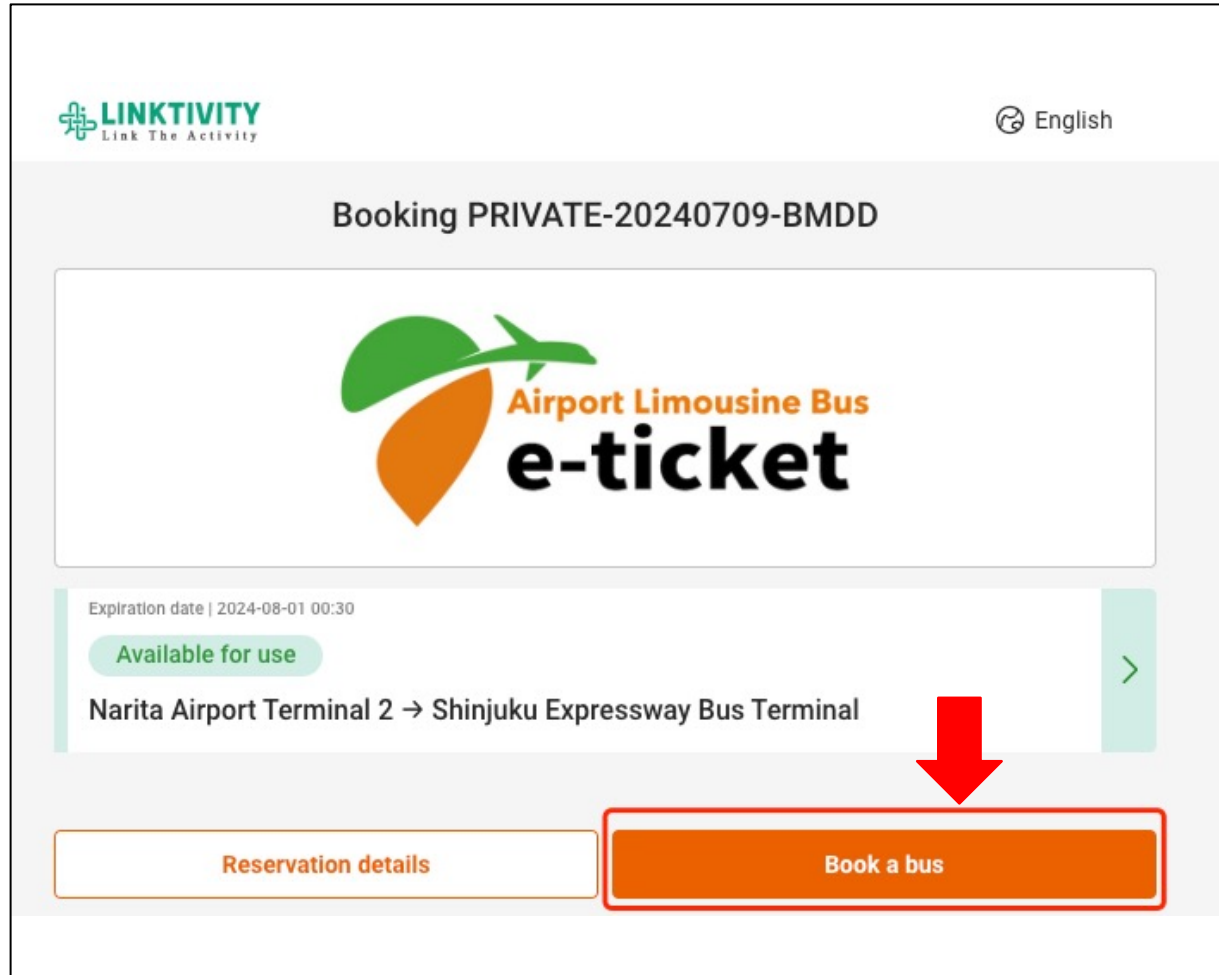 LINKTIVITY
Link The Activity
English
Booking PRIVATE-20240709-BMDD
Airport Limousine Bus
e-ticket
Expiration date | 2024-08-01 00:30
Available for use
Narita Airport Terminal 2 → Shinjuku Expressway Bus Terminal
Reservation details
Book a bus